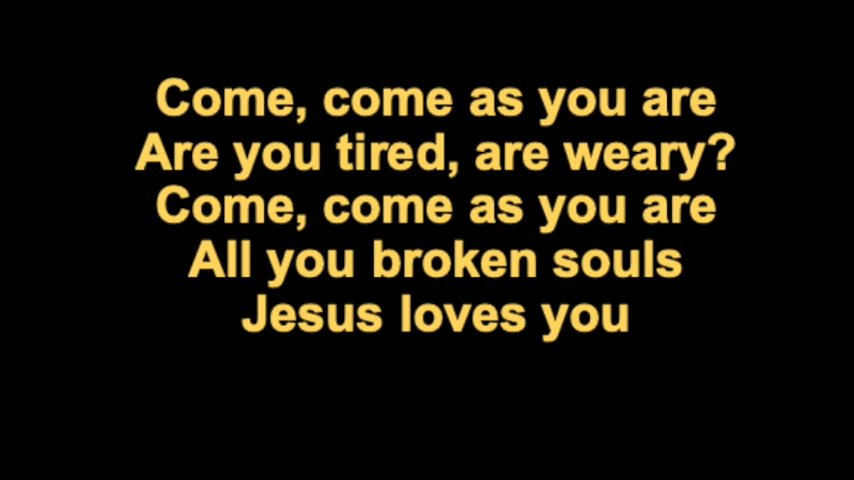 Come, come as you are
Are you tired, are weary?
Come, come as you are
All you broken souls
Jesus loves you